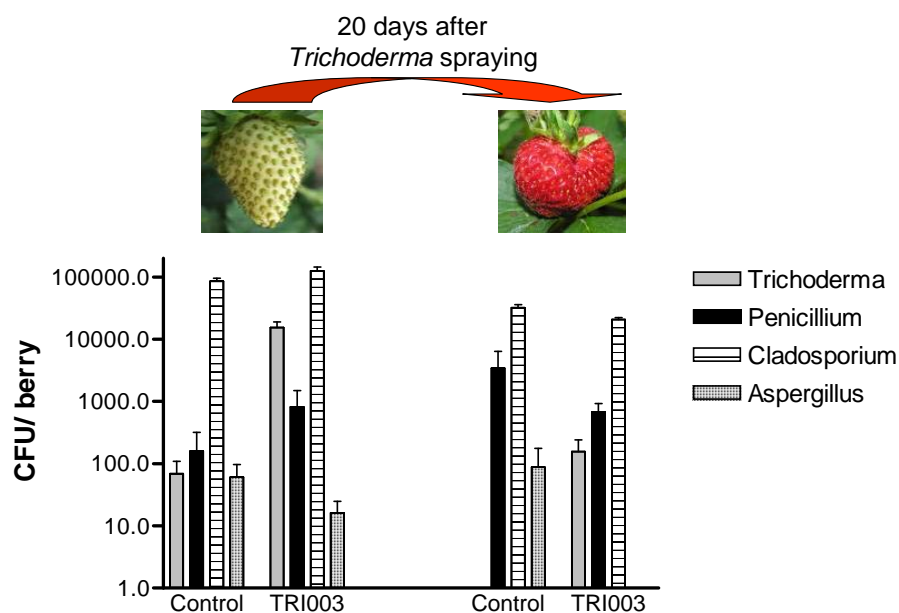 20 days after
Trichoderma spraying
CFU/ berry
100000.0
10000.0
1000.0
100.0
10.0
1.0
Control TRI003 Control TRI003
Trichoderma
Penicillium
Cladosporium
Aspergillus